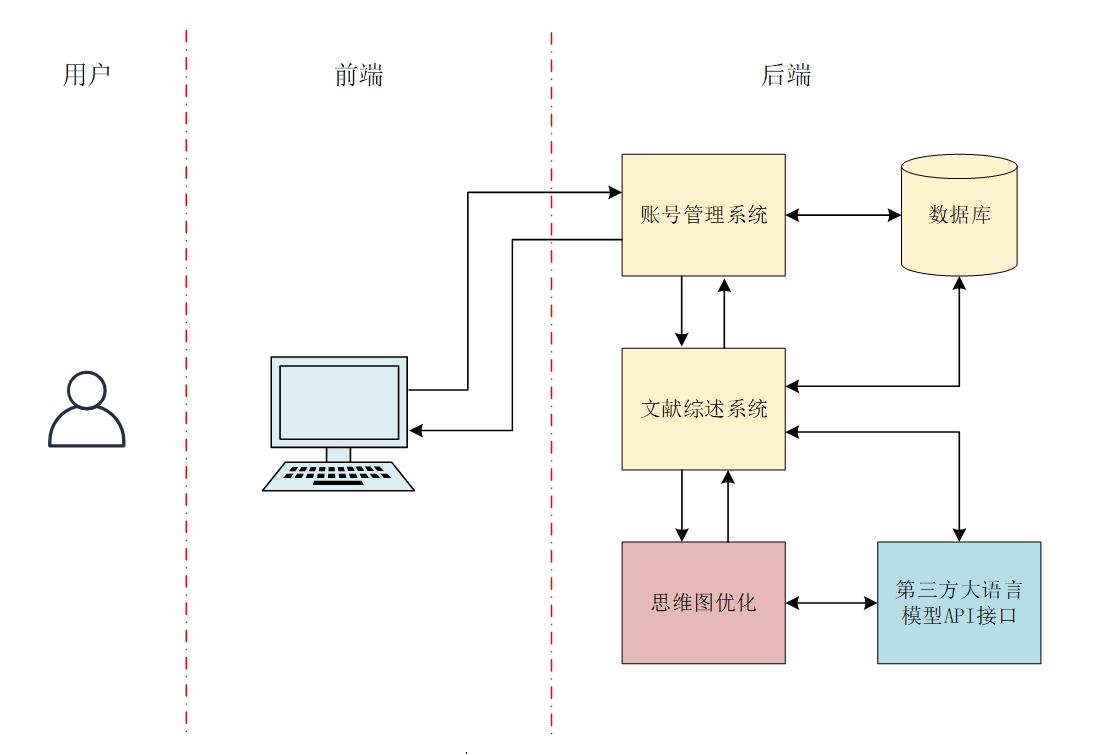 用户
前端
后端
账号管理系统
数据库
文献综述系统
思维图优化
第三方大语言
模型API接口